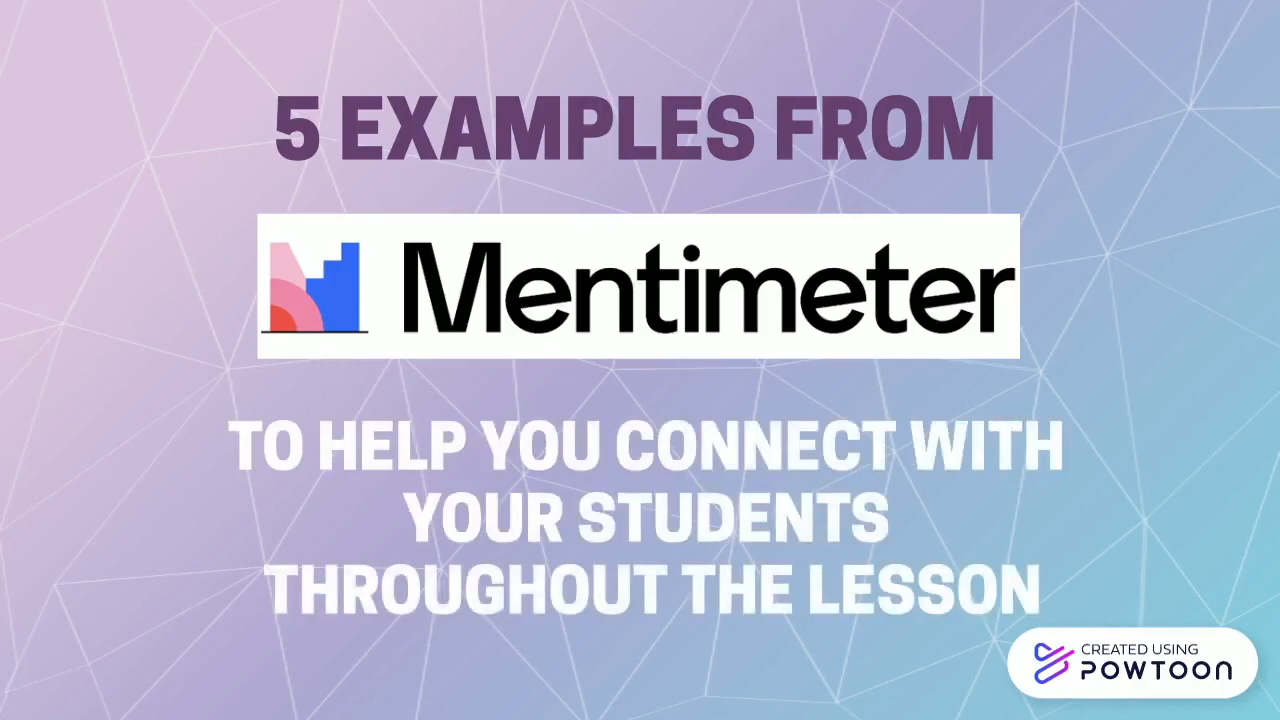 5 EXAMPLES FROM
Mentimeter
TO HELP YOU CONNECT WITH
YOUR STUDENTS
THROUGHOUT THE LESSON
CREATED USING
POWTOON